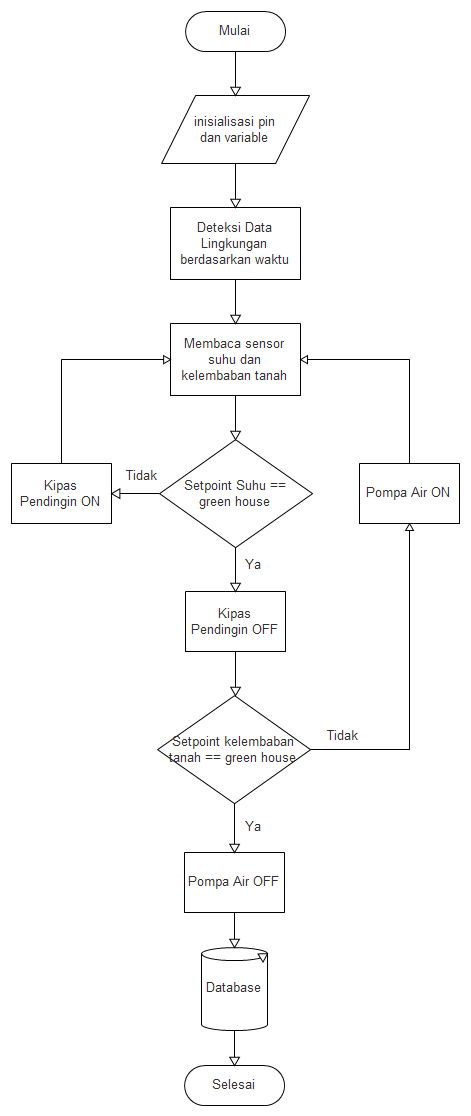 Mulai
inisialisasi pin
dan variable
Deteksi Data
Lingkungan
berdasarkan waktu
Membaca sensor
suhu dan
kelembaban tanah
Tidak
Kipas
Pendingin ON
Setpoint Suhu ==
green house
Pompa Air ON
Ya
Kipas
Pendingin OFF
Setpoint kelembaban
tanah == green house
Tidak
Ya
Pompa Air OFF
Database
Selesai